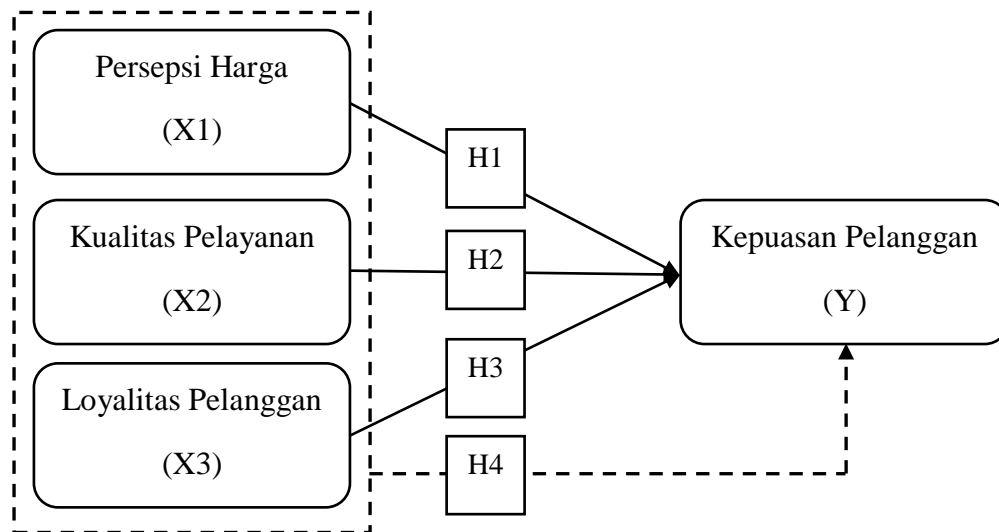 Persepsi Harga
(X1)
H1
Kualitas Pelayanan
(X2)
H2
Kepuasan Pelanggan
(Y)
Loyalitas Pelanggan
(X3)
H3
H4